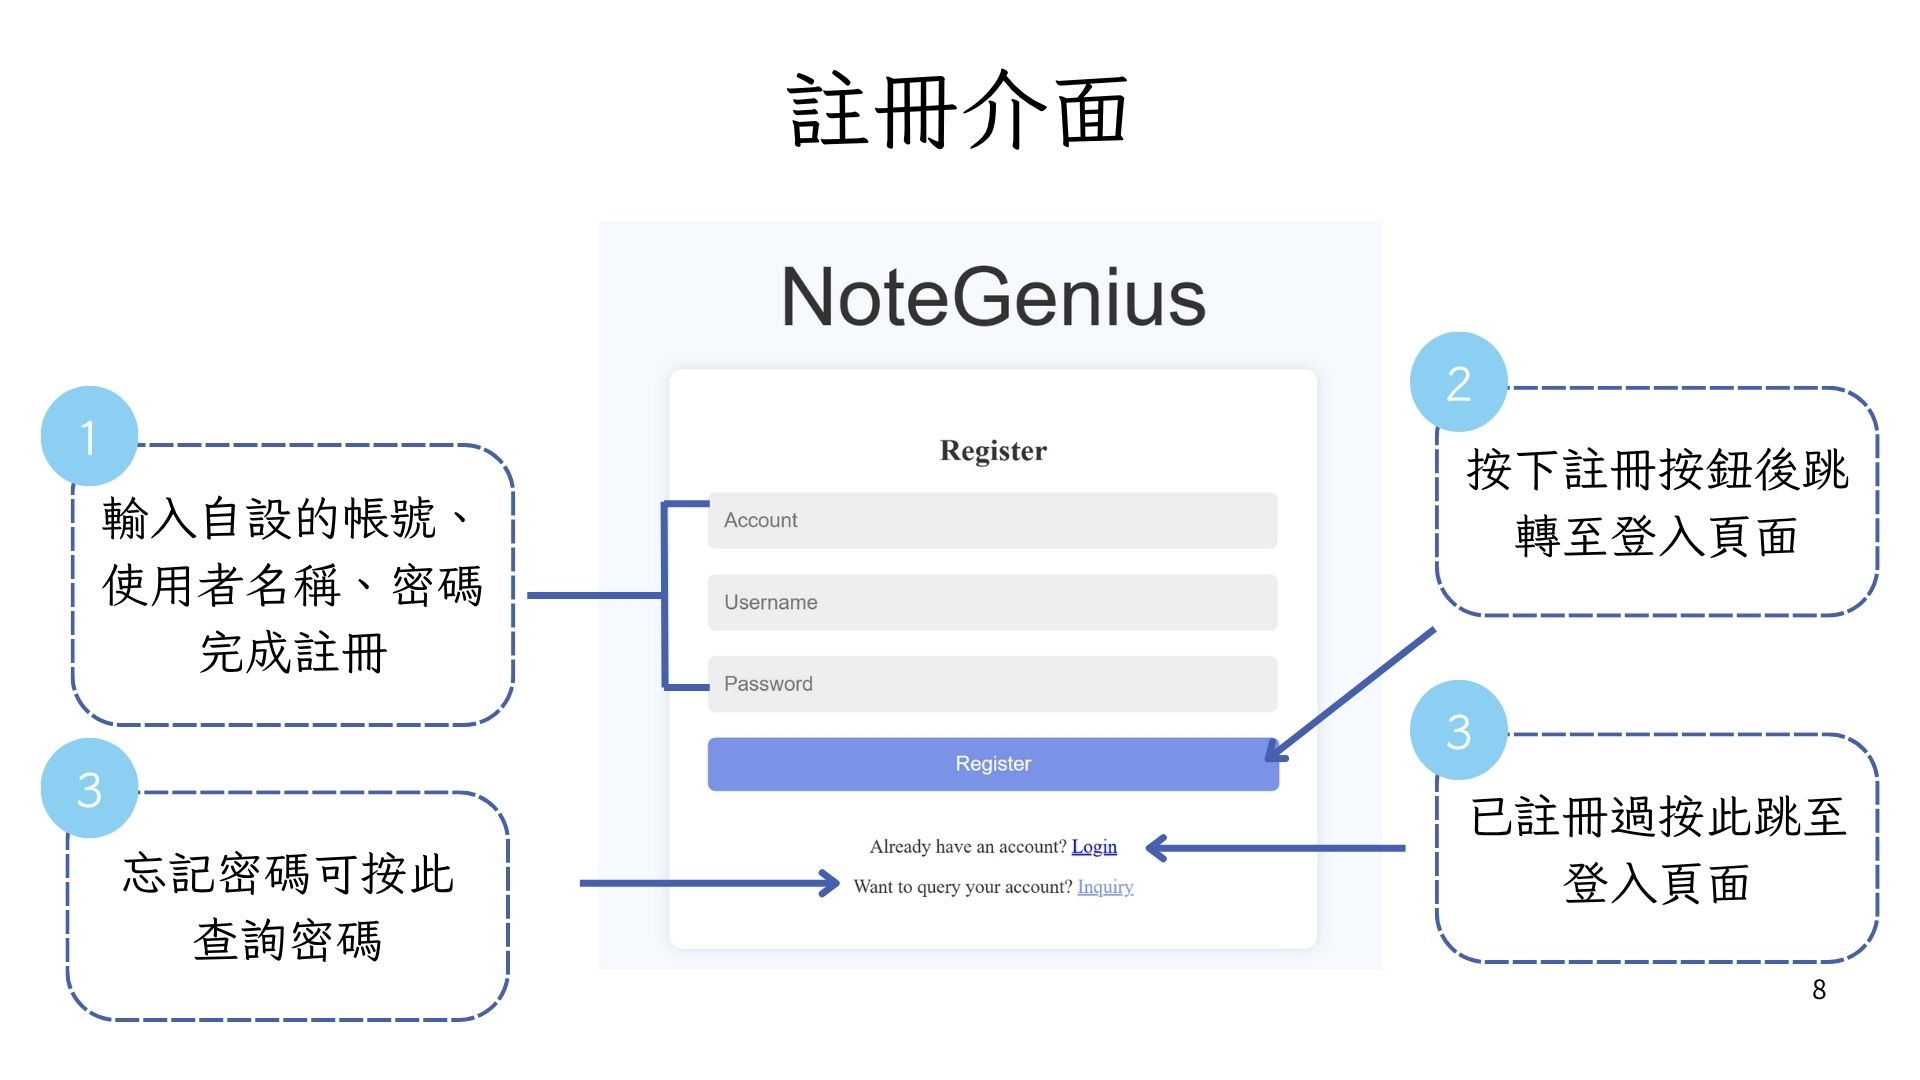 註冊介面
NoteGenius
1
輸入自設的帳號、
使用者名稱、密碼
完成註冊
Register
Account
Username
Password
Register
Already have an account? Login
Want to query your account? Inquiry
2
按下註冊按鈕後跳
轉至登入頁面
3
忘記密碼可按此
查詢密碼
3
已註冊過按此跳至
登入頁面
8